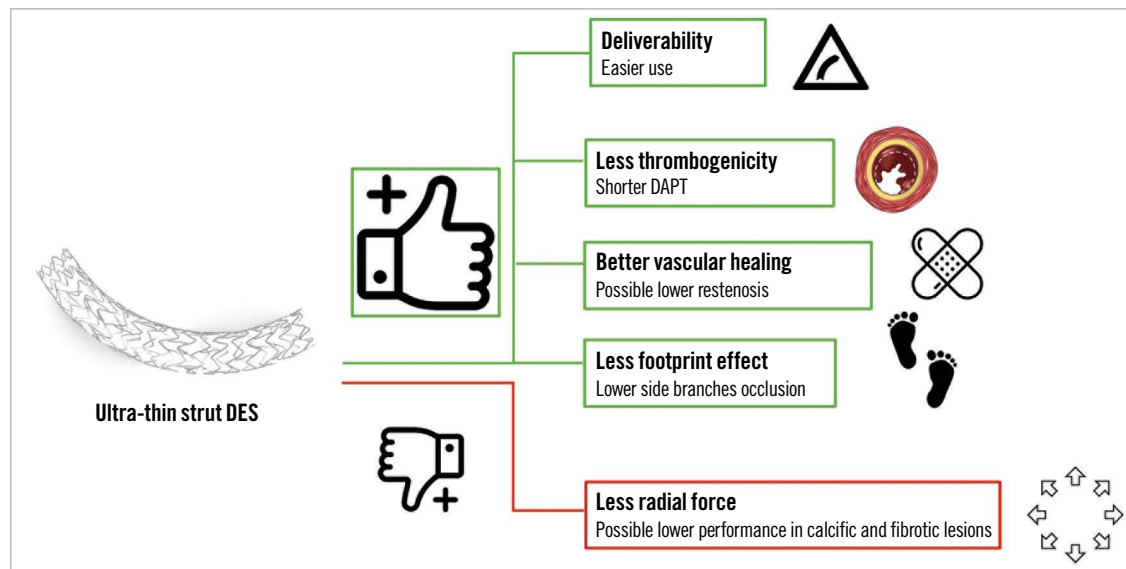 Deliverability
Easier use
Less thrombogenicity
Shorter DAPT
Better vascular healing
Possible lower restenosis
Less footprint effect
Lower side branches occlusion
Ultra-thin strut DES
Less radial force
Possible lower performance in calcific and fibrotic lesions